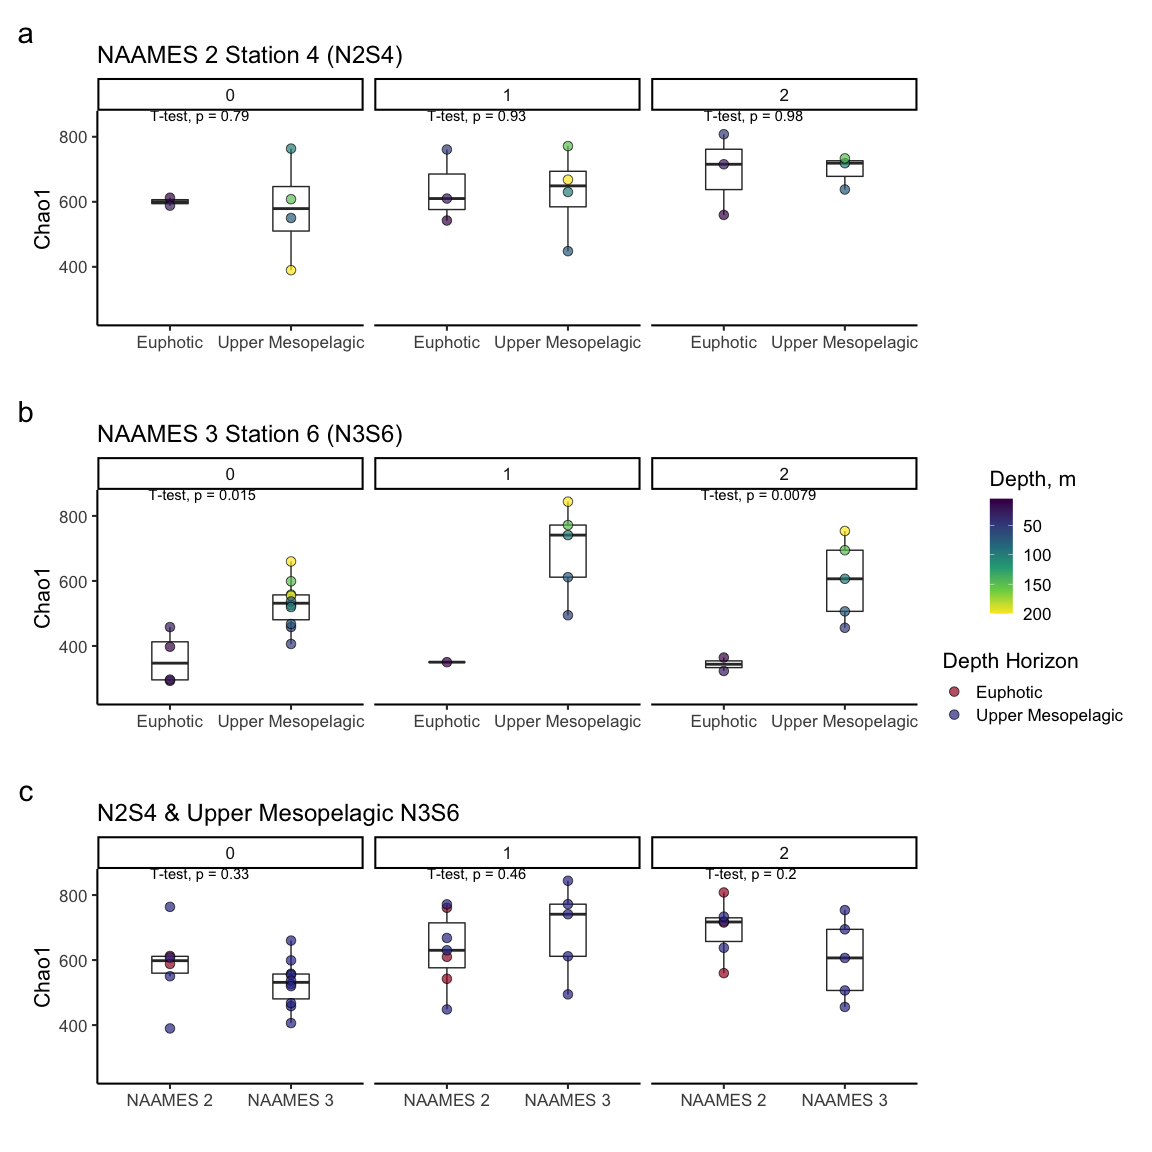 a
NAAMES 2 Station 4 (N2S4)
0 1 2
T-test, p = 0.79 T-test, p = 0.93 T-test, p = 0.98
800
600
400
Chao1
Euphotic Upper Mesopelagic Euphotic Upper Mesopelagic Euphotic Upper Mesopelagic
b
NAAMES 3 Station 6 (N3S6)
0 1 2
T-test, p = 0.015 T-test, p = 0.0079
800
600
400
Chao1
Euphotic Upper Mesopelagic Euphotic Upper Mesopelagic Euphotic Upper Mesopelagic
Depth, m
50
100
150
200
Depth Horizon
Euphotic
Upper Mesopelagic
c
N2S4 & Upper Mesopelagic N3S6
0 1 2
T-test, p = 0.33 T-test, p = 0.46 T-test, p = 0.2
800
600
400
Chao1
NAAMES 2 NAAMES 3 NAAMES 2 NAAMES 3 NAAMES 2 NAAMES 3